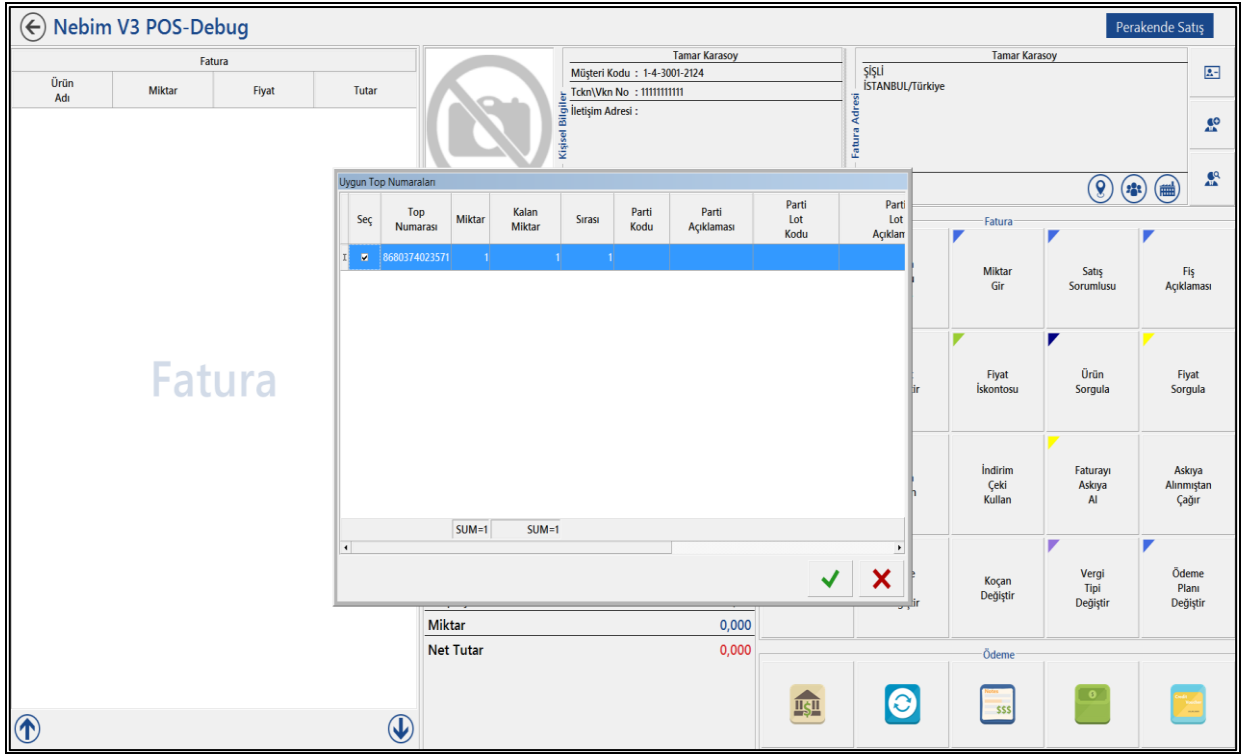 Nebim V3 POS-Debug
Perakende Satış
Fatura
Ürün
Adı
Miktar
Fiyat
Tutar
Fatura
Tamar Karasoy
Müşteri Kodu : 1-4-3001-2124
Tckn\Vkn No : 11111111111
İletişim Adresi :
Kişisel Bilgiler
Tamar Karasoy
ŞİŞLİ
İSTANBUL/Türkiye
Fatura Adresi
Uygun Top Numaraları
Seç
Top
Numarası
Miktar
Kalan
Miktar
Sırası
Parti
Kodu
Parti
Açıklaması
Parti
Lot
Kodu
Parti
Lot
Açıklam
8680374023571 1 1 1
SUM=1 SUM=1
Fatura
Miktar
Gir
Satış
Sorumlusu
Fiş
Açıklaması
Fiyat
İskontosu
Ürün
Sorgula
Fiyat
Sorgula
İndirim
Çeki
Kullan
Faturayı
Askıya
Al
Askıya
Alınmıştan
Çağır
Koçan
Değiştir
Vergi
Tipi
Değiştir
Ödeme
Planı
Değiştir
Miktar 0,000
Net Tutar 0,000
Ödeme
$$$